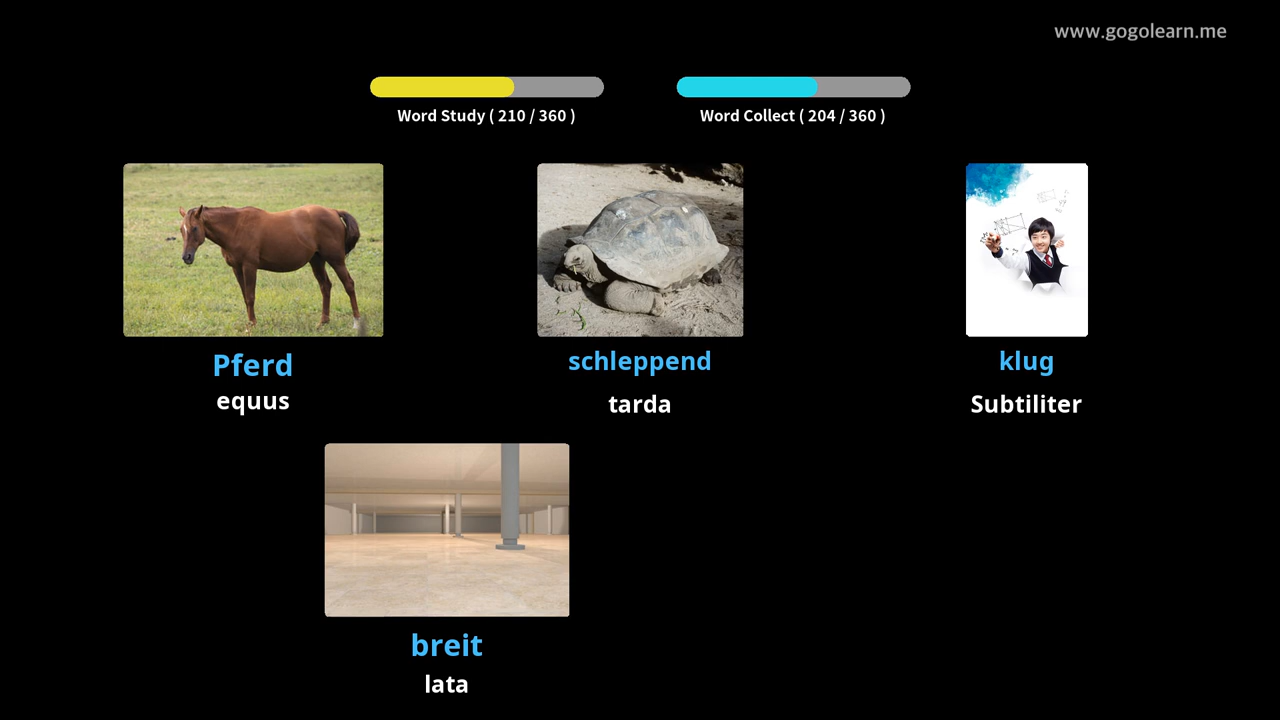 www.gogolearn.me
Word Study ( 210 / 360 )
Word Collect ( 204 / 360 )
Pferd
equus
schleppend
tarda
klug
Subtiliter
breit
lata